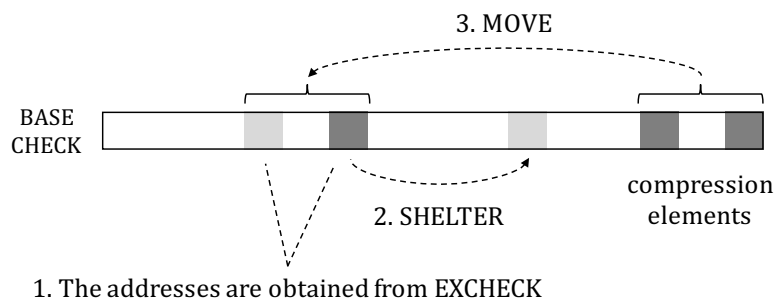 3. MOVE
BASE
CHECK
compression
elements
2. SHELTER
1. The addresses are obtained from EXCHECK